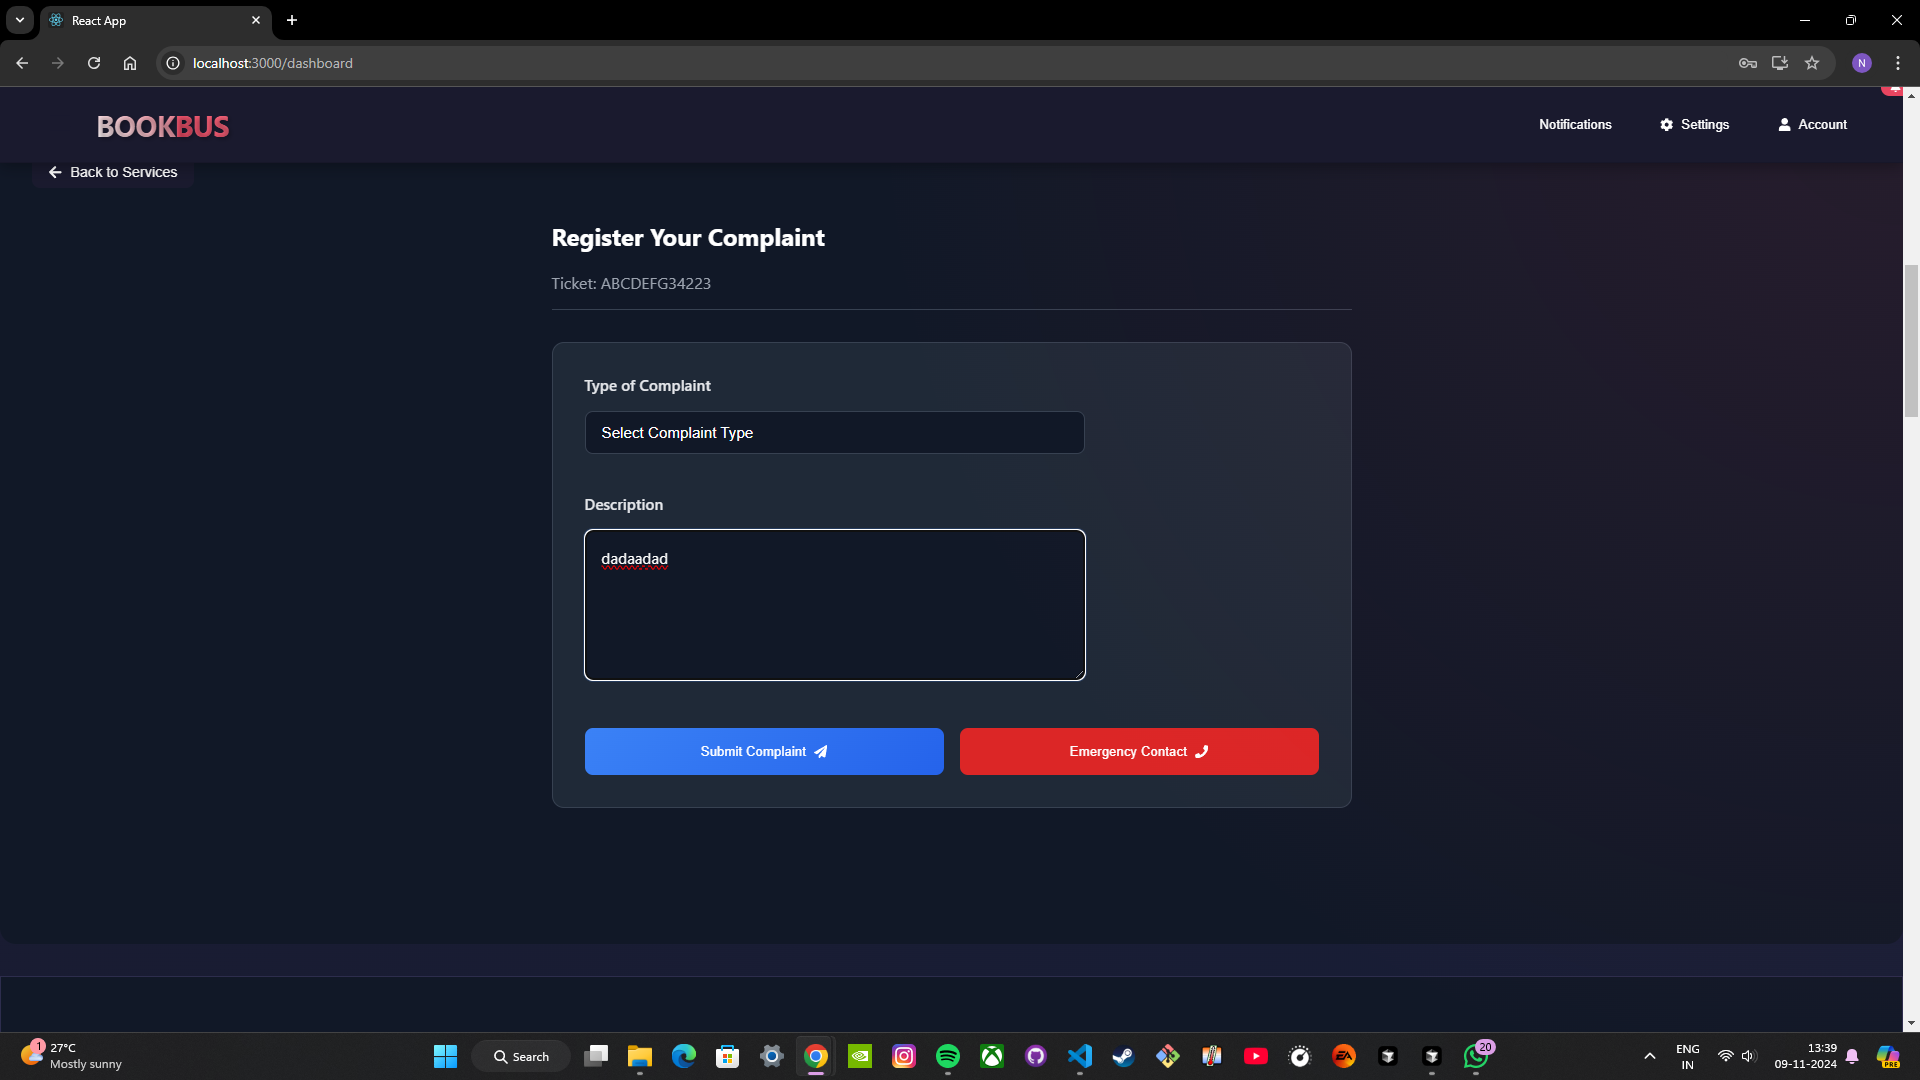 React App
localhost:3000/dashboard
N
BOOKBUS
Notifications
Settings
Account
Back to Services
Register Your Complaint
Ticket: ABCDEFG34223
Type of Complaint
Select Complaint Type
Description
dadaadad
Submit Complaint
Emergency Contact
1
27°C
Mostly sunny
Search
EA
20
ENG
IN
13:39
09-11-2024
PRE